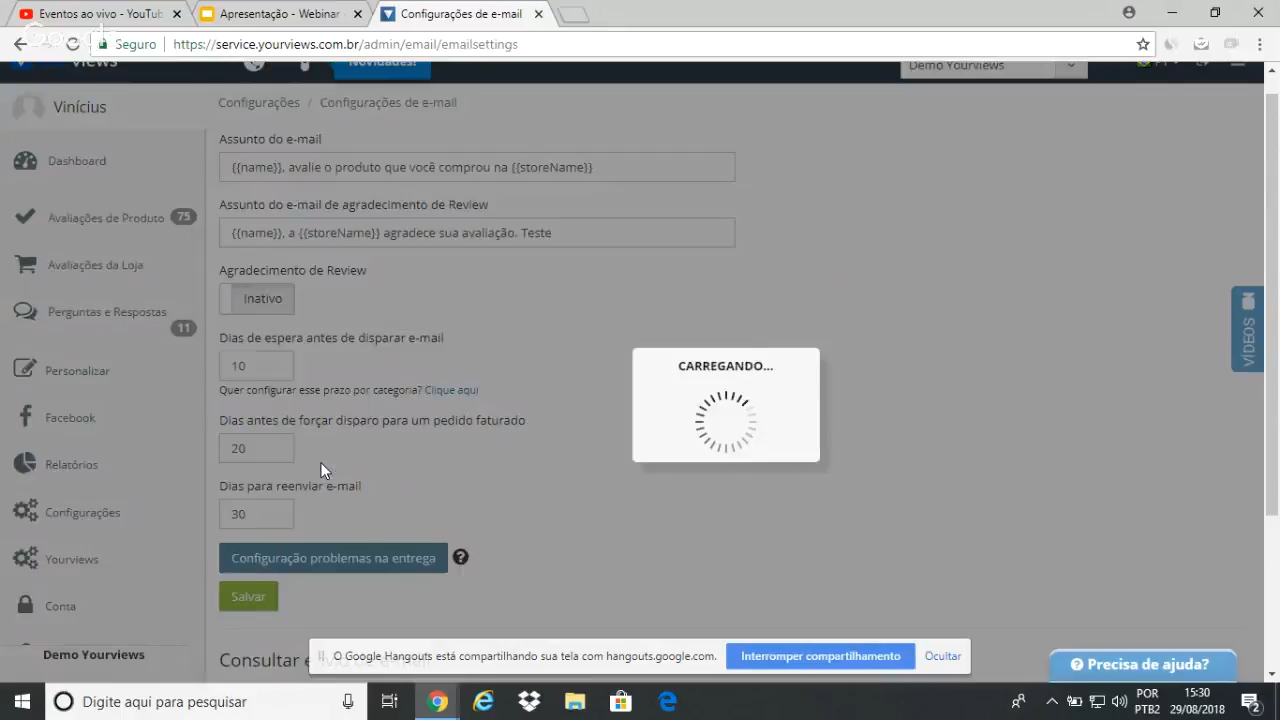 Eventos ao vivo - YouTub
Apresentação - Webinar
Configurações de e-mail
Seguro
https://service.yourviews.com.br/admin/email/emailsettings
VIEWS
Novidades!
Demo Yourviews
Vinícius
Configurações / Configurações de e-mail
Dashboard
Avaliações de Produto 75
Avaliações da Loja
Perguntas e Respostas
11
Personalizar
Facebook
Relatórios
Configurações
Yourviews
Conta
Demo Yourviews
Assunto do e-mail
{{name}}, avalie o produto que você comprou na {{storeName}}
Assunto do e-mail de agradecimento de Review
{{name}}, a {{storeName}} agradece sua avaliação. Teste
Agradecimento de Review
Inativo
Dias de espera antes de disparar e-mail
10
Quer configurar esse prazo por categoria? Clique aqui
Dias antes de forçar disparo para um pedido faturado
20
Dias para reenviar e-mail
30
Configuração problemas na entrega ?
Salvar
Consultar
CARREGANDO...
VÍDEOS
O Google Hangouts está compartilhando sua tela com hangouts.google.com.
Interromper compartilhamento
Ocultar
Precisa de ajuda?
Digite aqui para pesquisar
POR
PTB2
15:30
29/08/2018
2